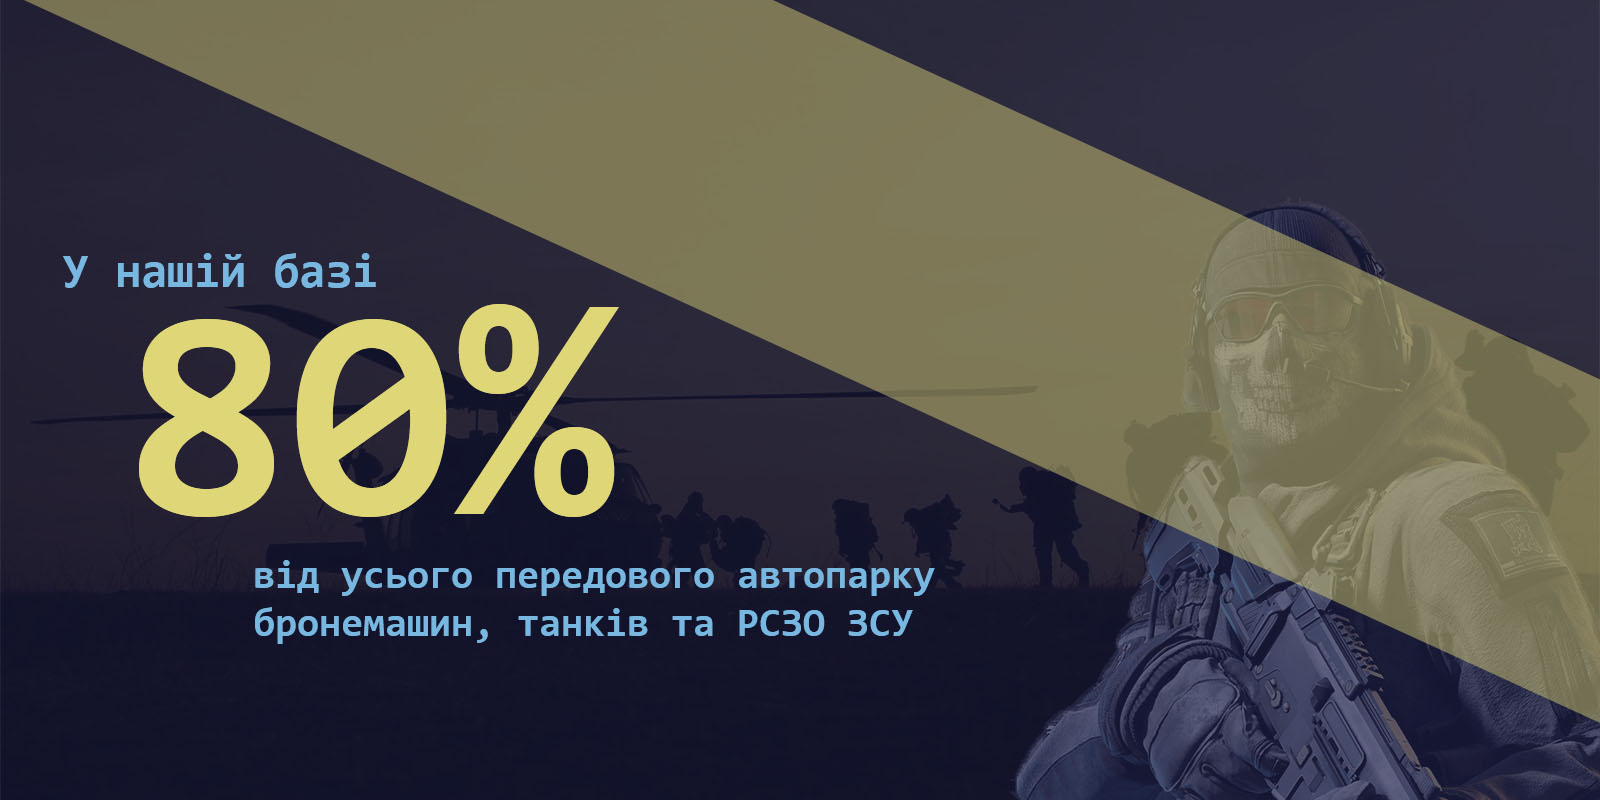 У нашій базі
80%
від усього передового автопарку
бронемашин, танків та РСЗО ЗСУ